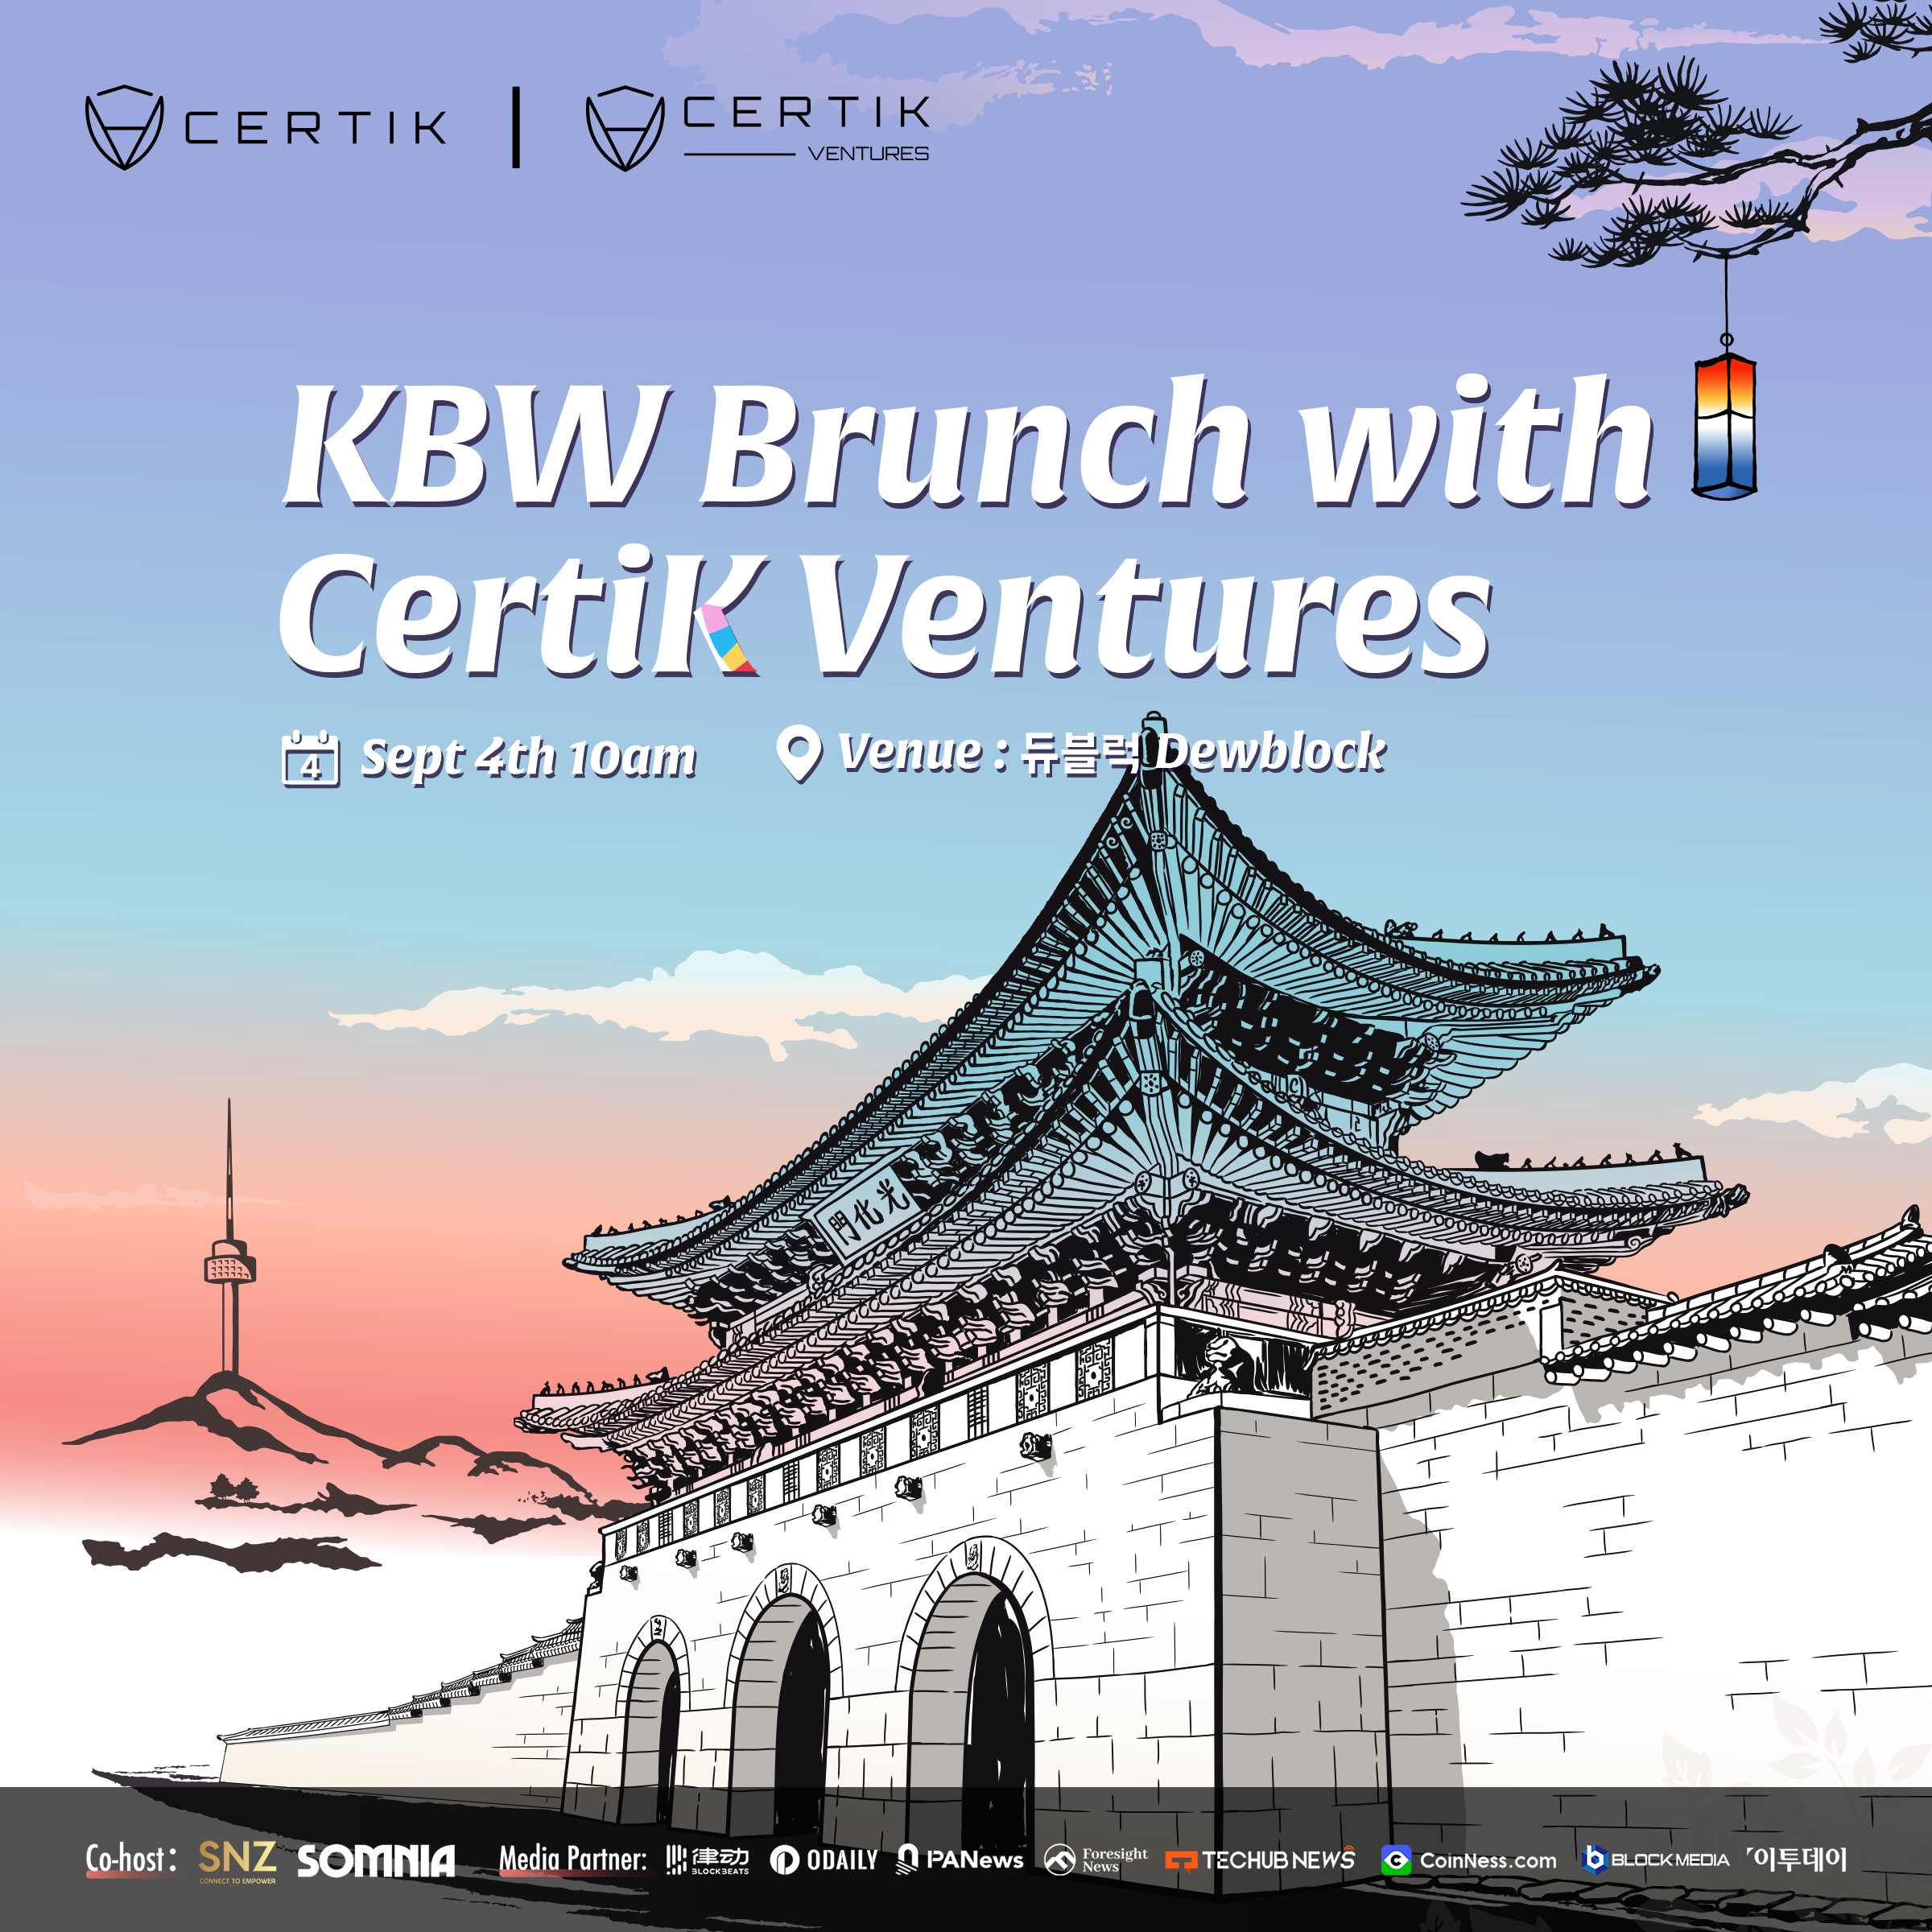 CERTIK | CERTIK VENTURES
KBW Brunch with
CertiK Ventures
4 Sept 4th 10am Venue : 듀블럭 Dewblock
光化門
Co-host : SNZ CONNECT TO EMPOWER SOMNIA Media Partner: 律动 BLOCKBEATS ODAILY PANews Foresight News TECHUB NEWS CoinNess.com BLOCKMEDIA 이투데이